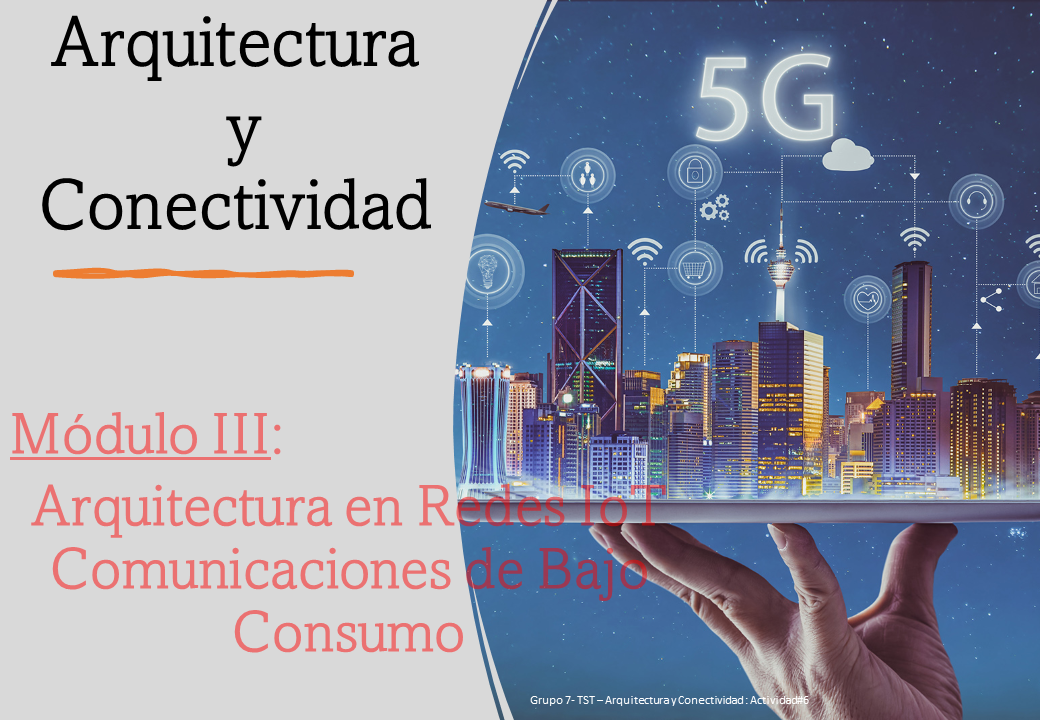 Arquitectura
y
Conectividad
5G
Módulo III:
Arquitectura en Redes IoT
Comunicaciones de Bajo
Consumo
Grupo 7- TST – Arquitectura y Conectividad : Actividad#6